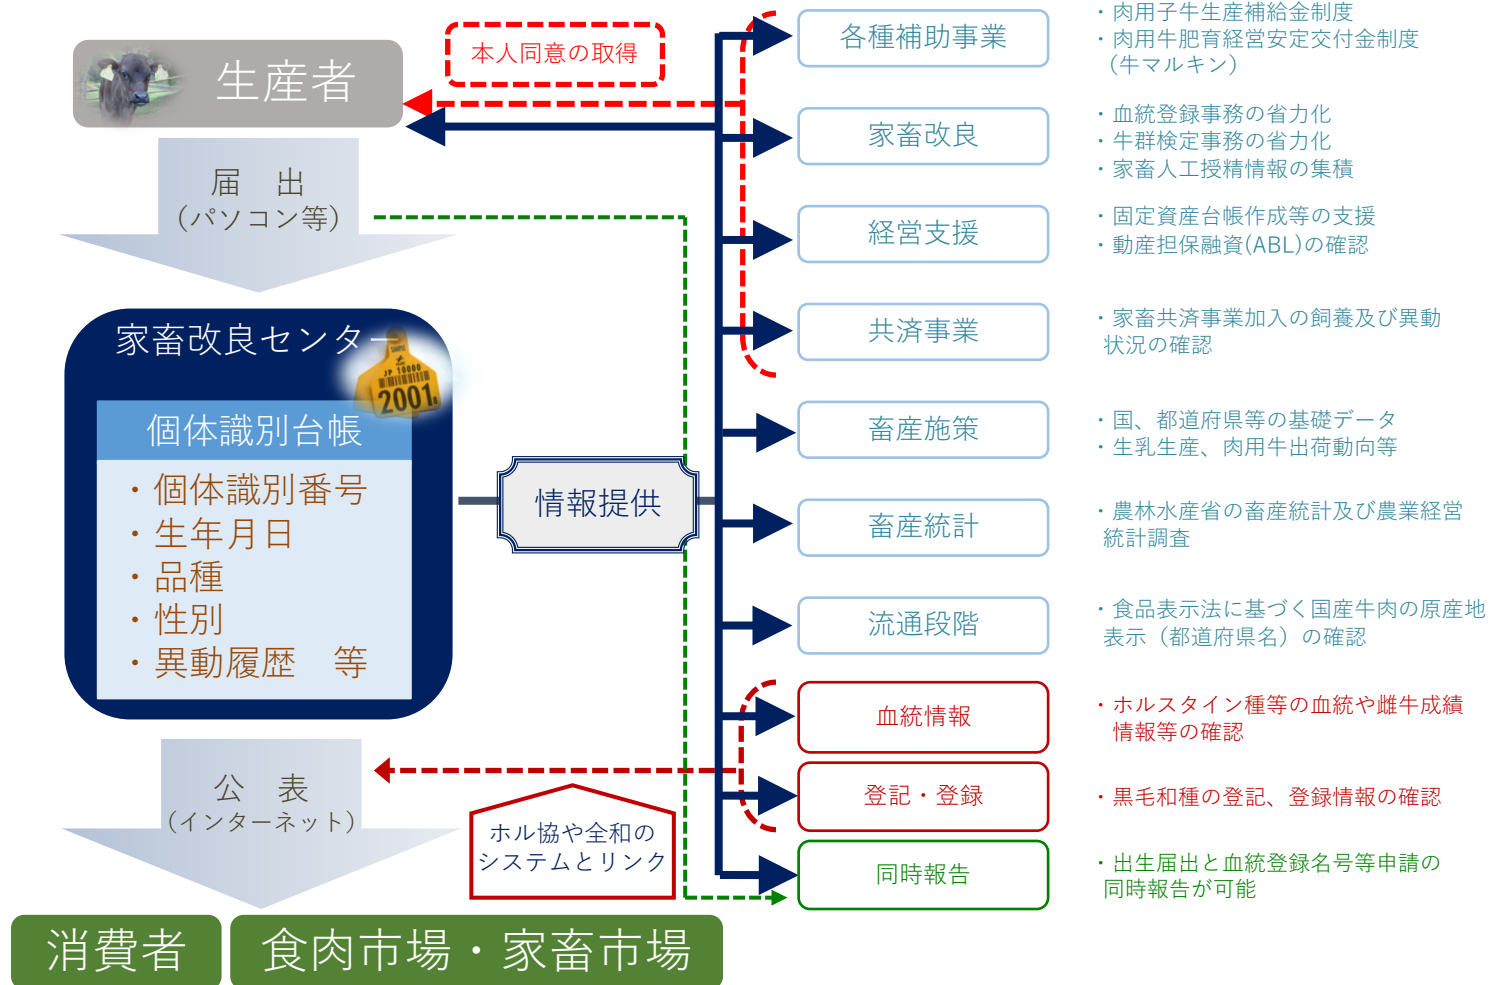 生産者
本人同意の取得
届　出
（パソコン等）
家畜改良センター
JP 10000
2001
個体識別台帳
・個体識別番号
・生年月日
・品種
・性別
・異動履歴　等
情報提供
公　表
（インターネット）
ホル協や全和の
システムとリンク
消費者
食肉市場・家畜市場
各種補助事業
・肉用子牛生産補給金制度
・肉用牛肥育経営安定交付金制度
（牛マルキン）
家畜改良
・血統登録事務の省力化
・牛群検定事務の省力化
・家畜人工授精情報の集積
経営支援
・固定資産台帳作成等の支援
・動産担保融資(ABL)の確認
共済事業
・家畜共済事業加入の飼養及び異動
状況の確認
畜産施策
・国、都道府県等の基礎データ
・生乳生産、肉用牛出荷動向等
畜産統計
・農林水産省の畜産統計及び農業経営
統計調査
流通段階
・食品表示法に基づく国産牛肉の原産地
表示（都道府県名）の確認
血統情報
・ホルスタイン種等の血統や雌牛成績
情報等の確認
登記・登録
・黒毛和種の登記、登録情報の確認
同時報告
・出生届出と血統登録名号等申請の
同時報告が可能